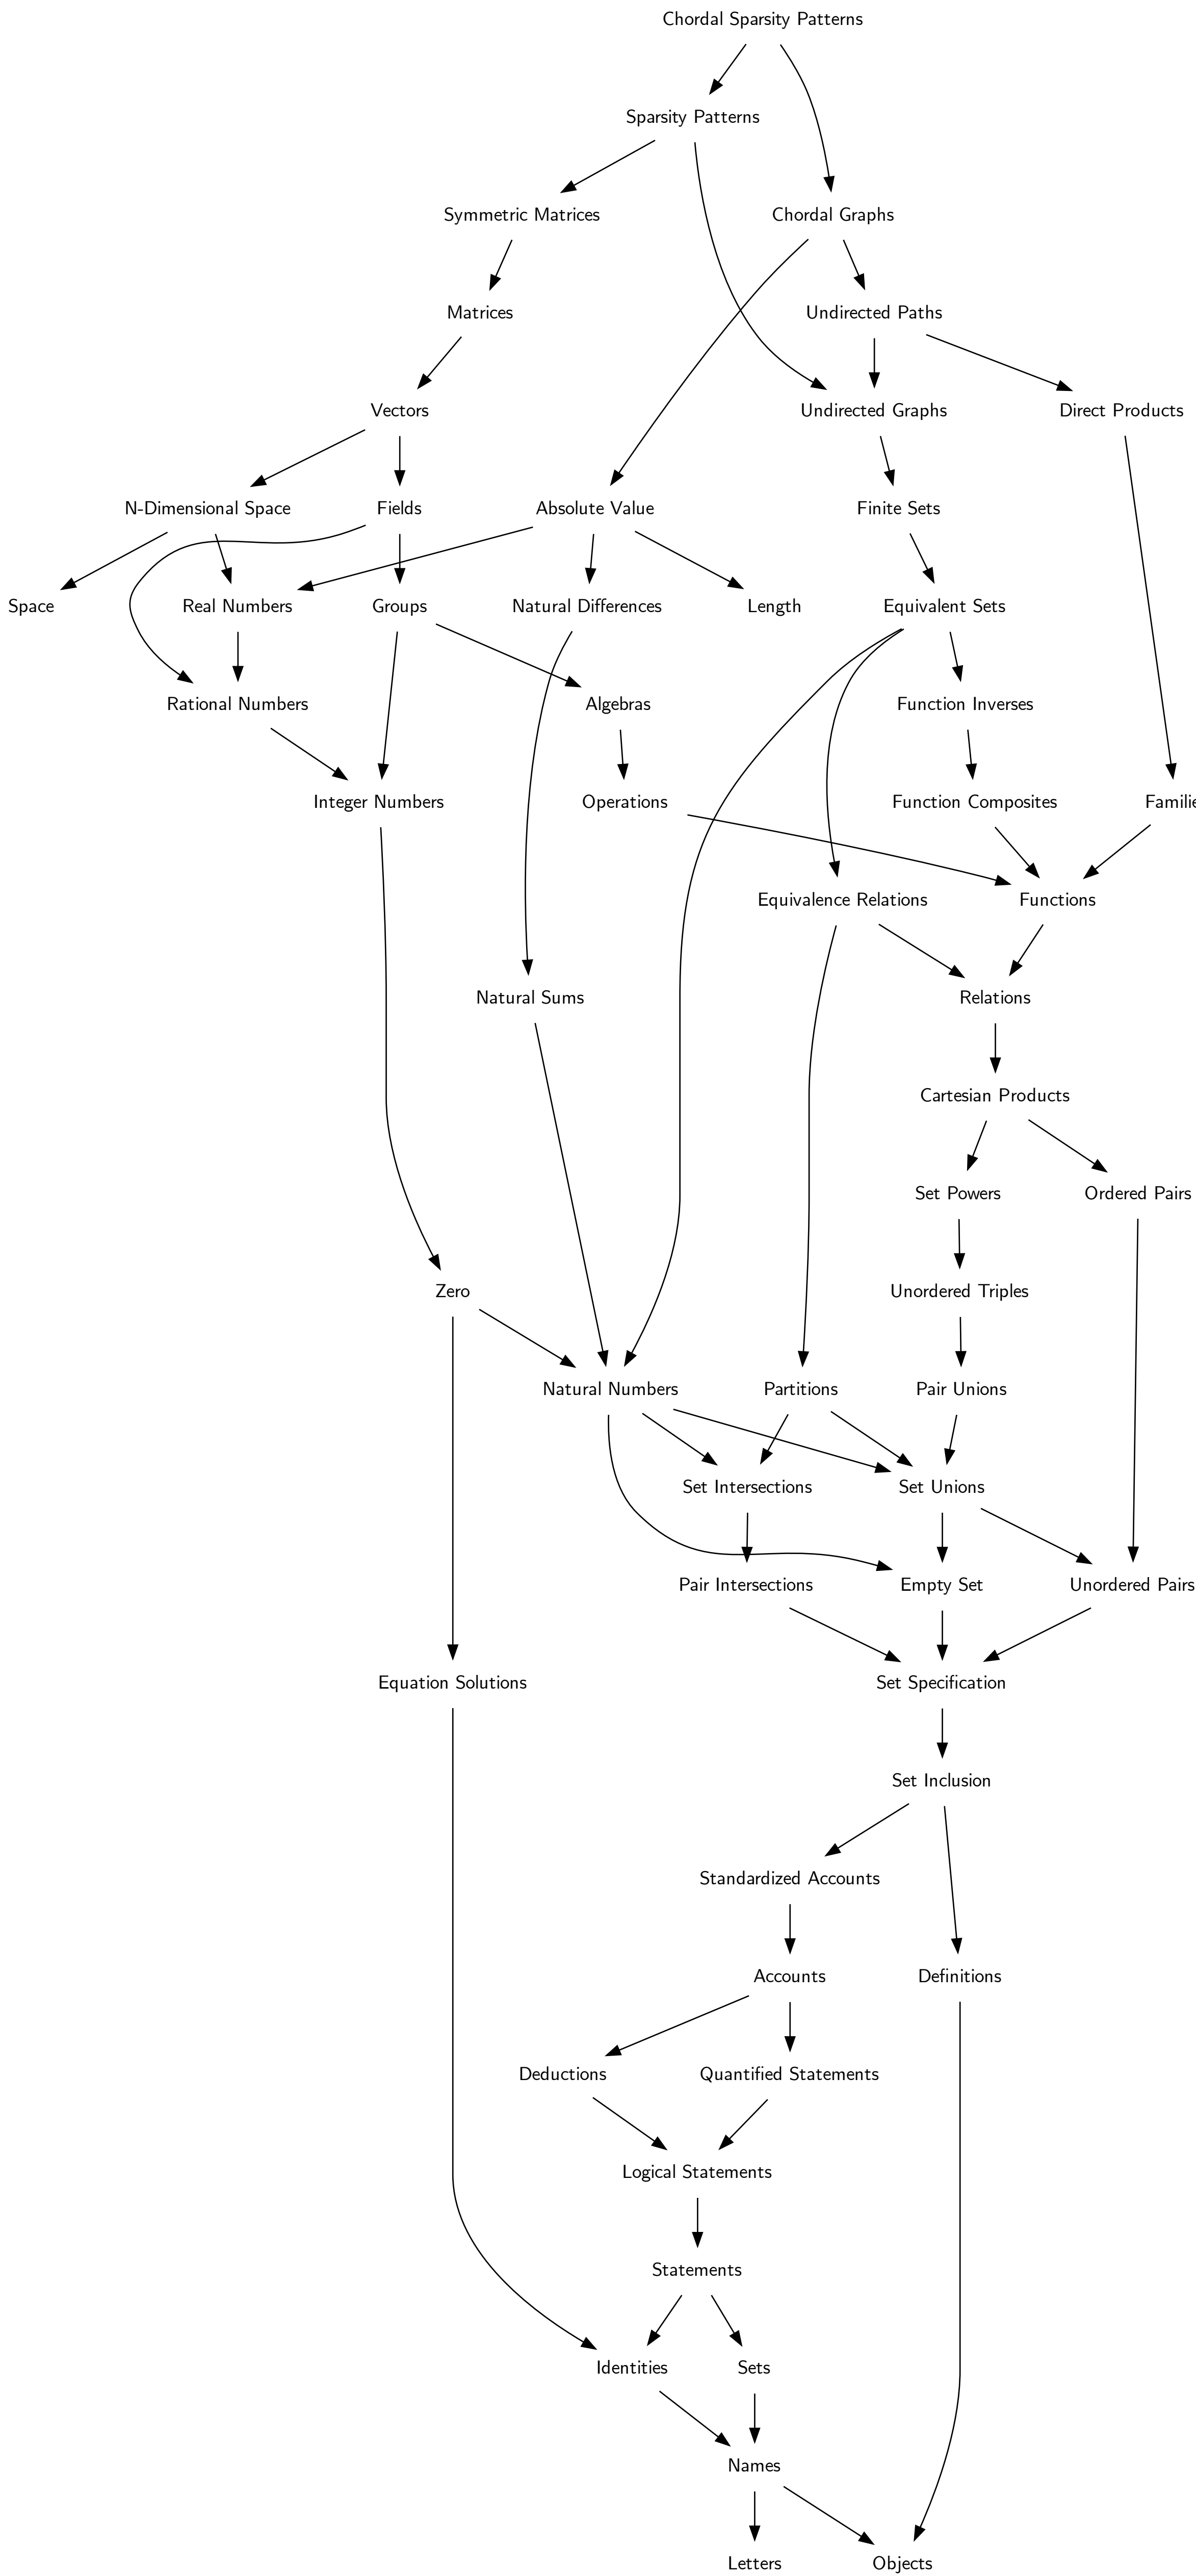 Chordal Sparsity Patterns
Sparsity Patterns
Symmetric Matrices
Chordal Graphs
Matrices
Undirected Paths
Vectors
Undirected Graphs
Direct Products
N-Dimensional Space
Fields
Absolute Value
Finite Sets
Space
Real Numbers
Groups
Natural Differences
Length
Equivalent Sets
Rational Numbers
Algebras
Function Inverses
Integer Numbers
Operations
Function Composites
Familie
Equivalence Relations
Functions
Natural Sums
Relations
Cartesian Products
Set Powers
Ordered Pairs
Zero
Unordered Triples
Natural Numbers
Partitions
Pair Unions
Set Intersections
Set Unions
Pair Intersections
Empty Set
Unordered Pairs
Equation Solutions
Set Specification
Set Inclusion
Standardized Accounts
Accounts
Definitions
Deductions
Quantified Statements
Logical Statements
Statements
Identities
Sets
Names
Letters
Objects